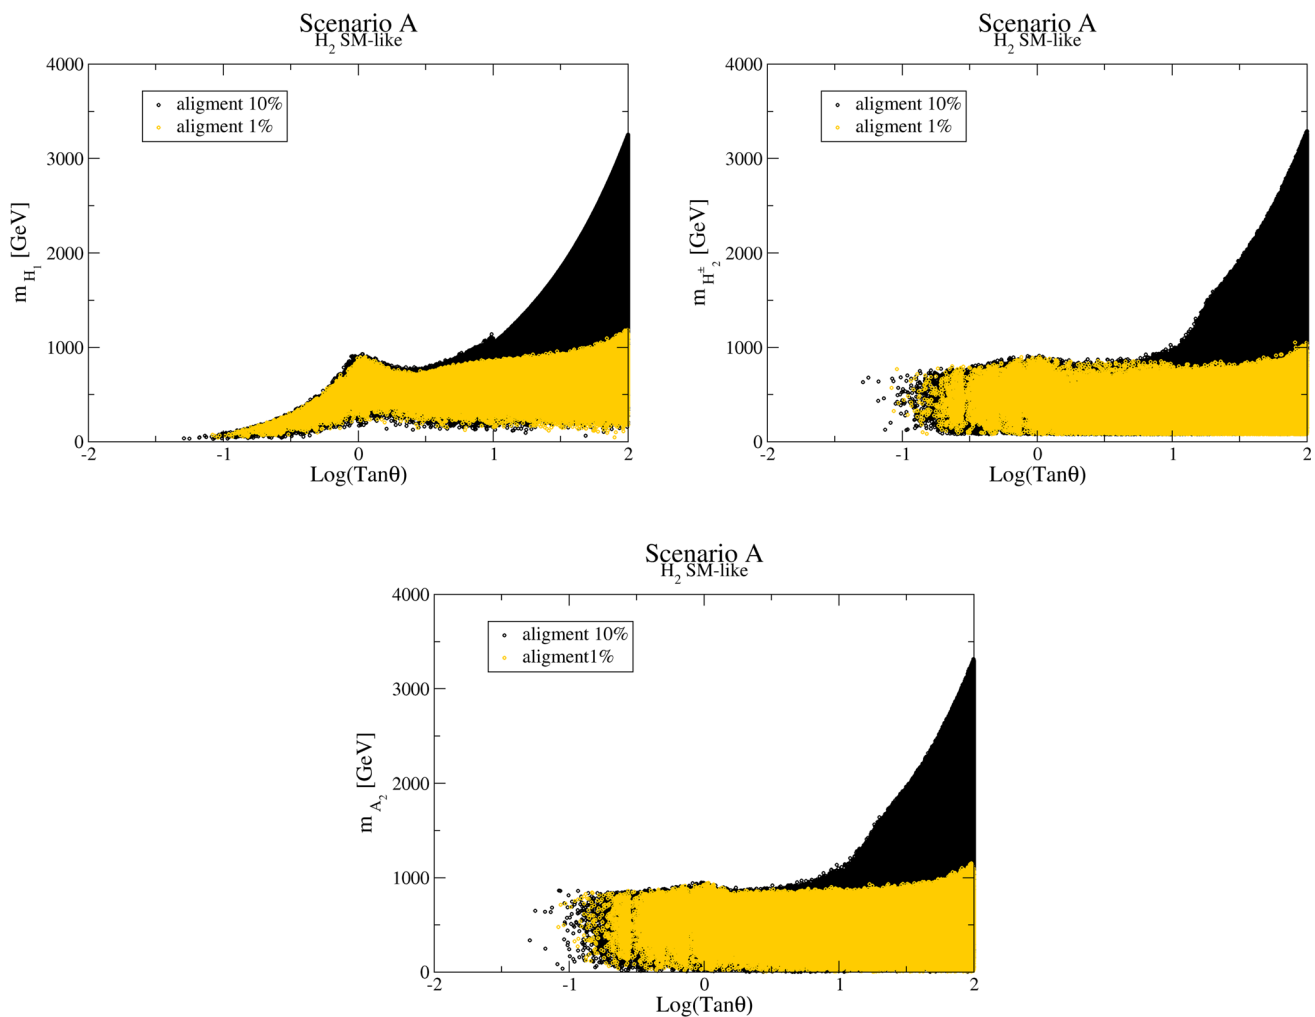 Scenario A
H2 SM-like
4000
3000
2000
1000
0
m H1 [GeV]
aligment 10%
aligment 1%
-2
-1
0
1
2
Log(Tanθ)
Scenario A
H2 SM-like
4000
3000
2000
1000
0
m H±2 [GeV]
aligment 10%
aligment 1%
-2
-1
0
1
2
Log(Tanθ)
Scenario A
H2 SM-like
4000
3000
2000
1000
0
m A2 [GeV]
aligment 10%
aligment1%
-2
-1
0
1
2
Log(Tanθ)